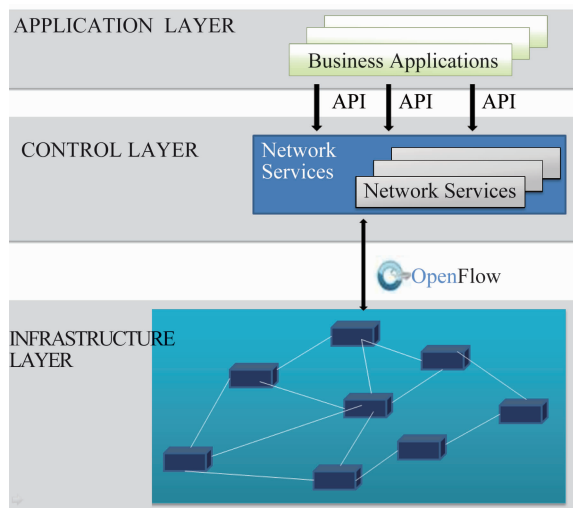 APPLICATION LAYER
Business Applications
API API API
CONTROL LAYER
Network
Services
Network Services
OpenFlow
INFRASTRUCTURE
LAYER